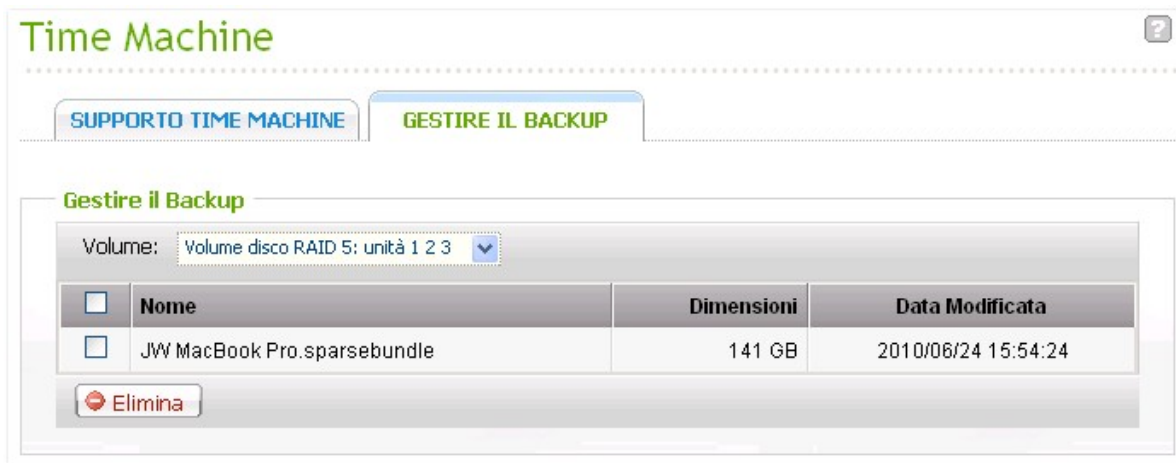 Time Machine
?
SUPPORTO TIME MACHINE GESTIRE IL BACKUP
Gestire il Backup
Volume: Volume disco RAID 5: unità 1 2 3
Nome Dimensioni Data Modificata
JW MacBook Pro.sparsebundle 141 GB 2010/06/24 15:54:24
Elimina